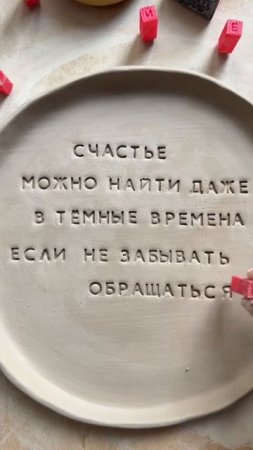 И
В
СЧАСТЬЕ
МОЖНО НАЙТИ ДАЖЕ
В ТЕМНЫЕ ВРЕМЕНА
ЕСЛИ НЕ ЗАБЫВАТЬ
ОБРАЩАТЬСЯ